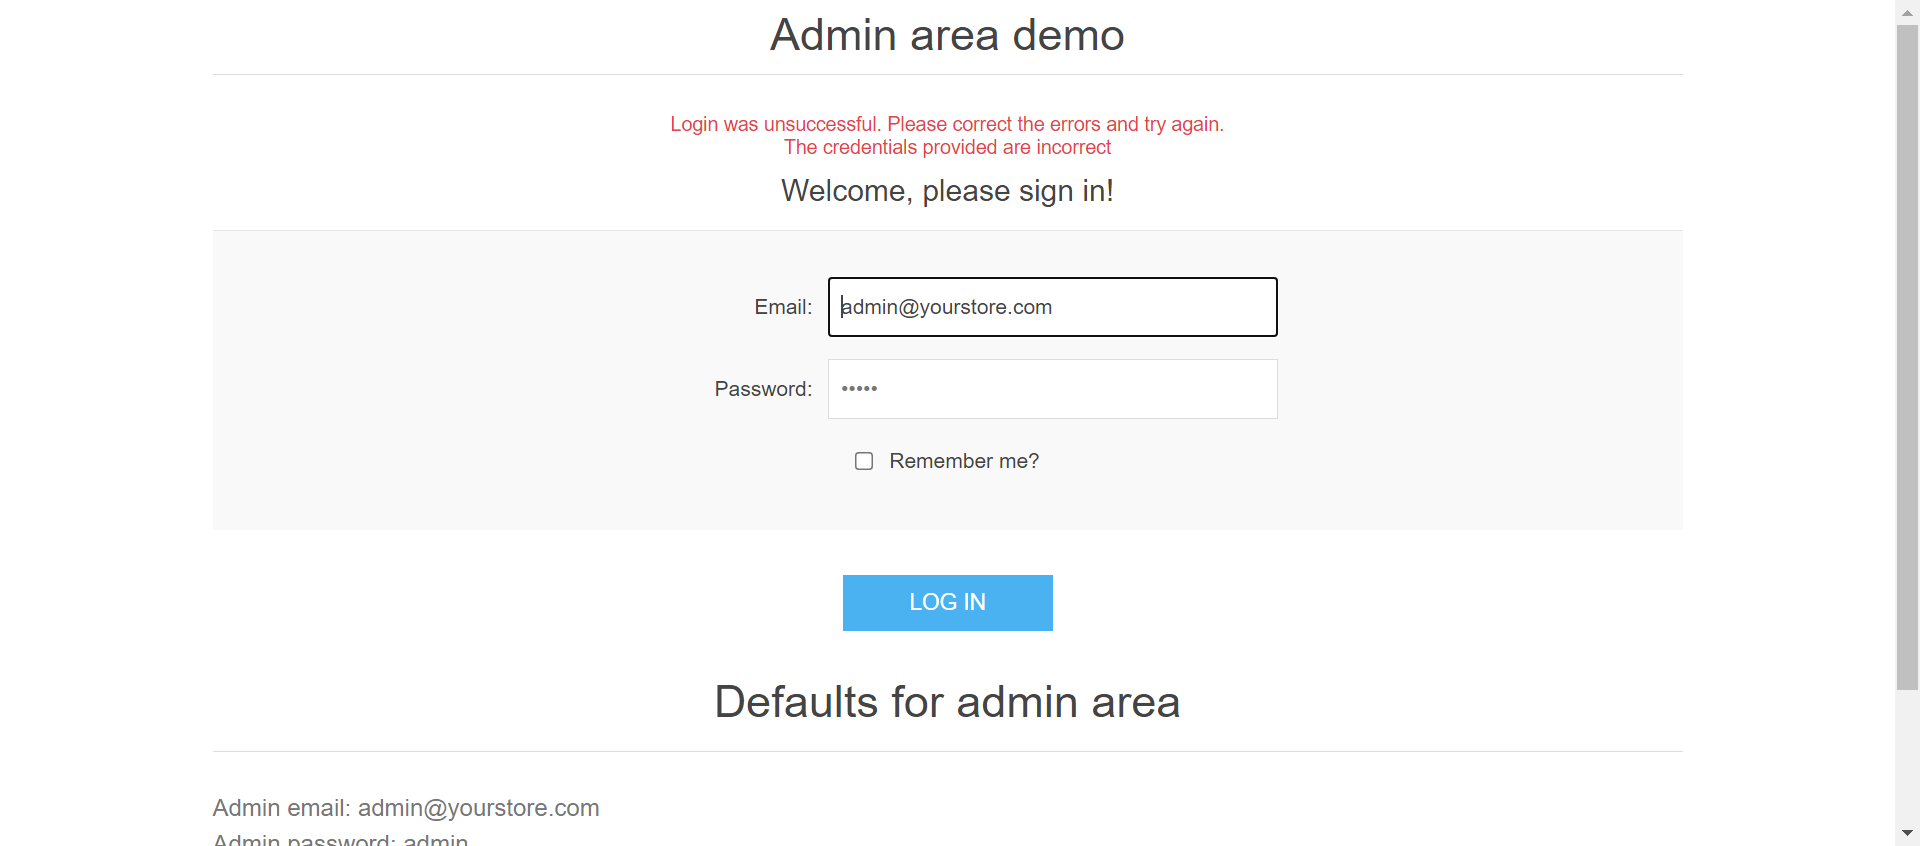 Admin area demo
Login was unsuccessful. Please correct the errors and try again.
The credentials provided are incorrect
Welcome, please sign in!
Email: admin@yourstore.com
Password: •••••
Remember me?
LOG IN
Defaults for admin area
Admin email: admin@yourstore.com
Admin password: admin